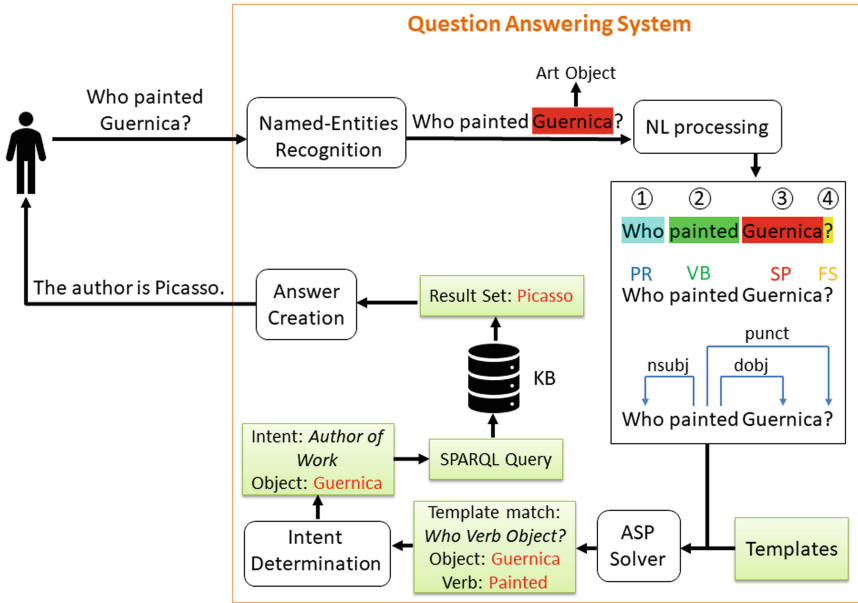 Question Answering System
Who painted
Guernica?
Named-Entities
Recognition
Art Object
Who painted Guernica?
NL processing
1 2 3 4
Who painted Guernica?
PR VB SP FS
Who painted Guernica?
punct
nsubj dobj
Who painted Guernica?
The author is Picasso.
Answer
Creation
Result Set: Picasso
KB
Intent: Author of
Work
Object: Guernica
SPARQL Query
Intent
Determination
Template match:
Who Verb Object?
Object: Guernica
Verb: Painted
ASP
Solver
Templates